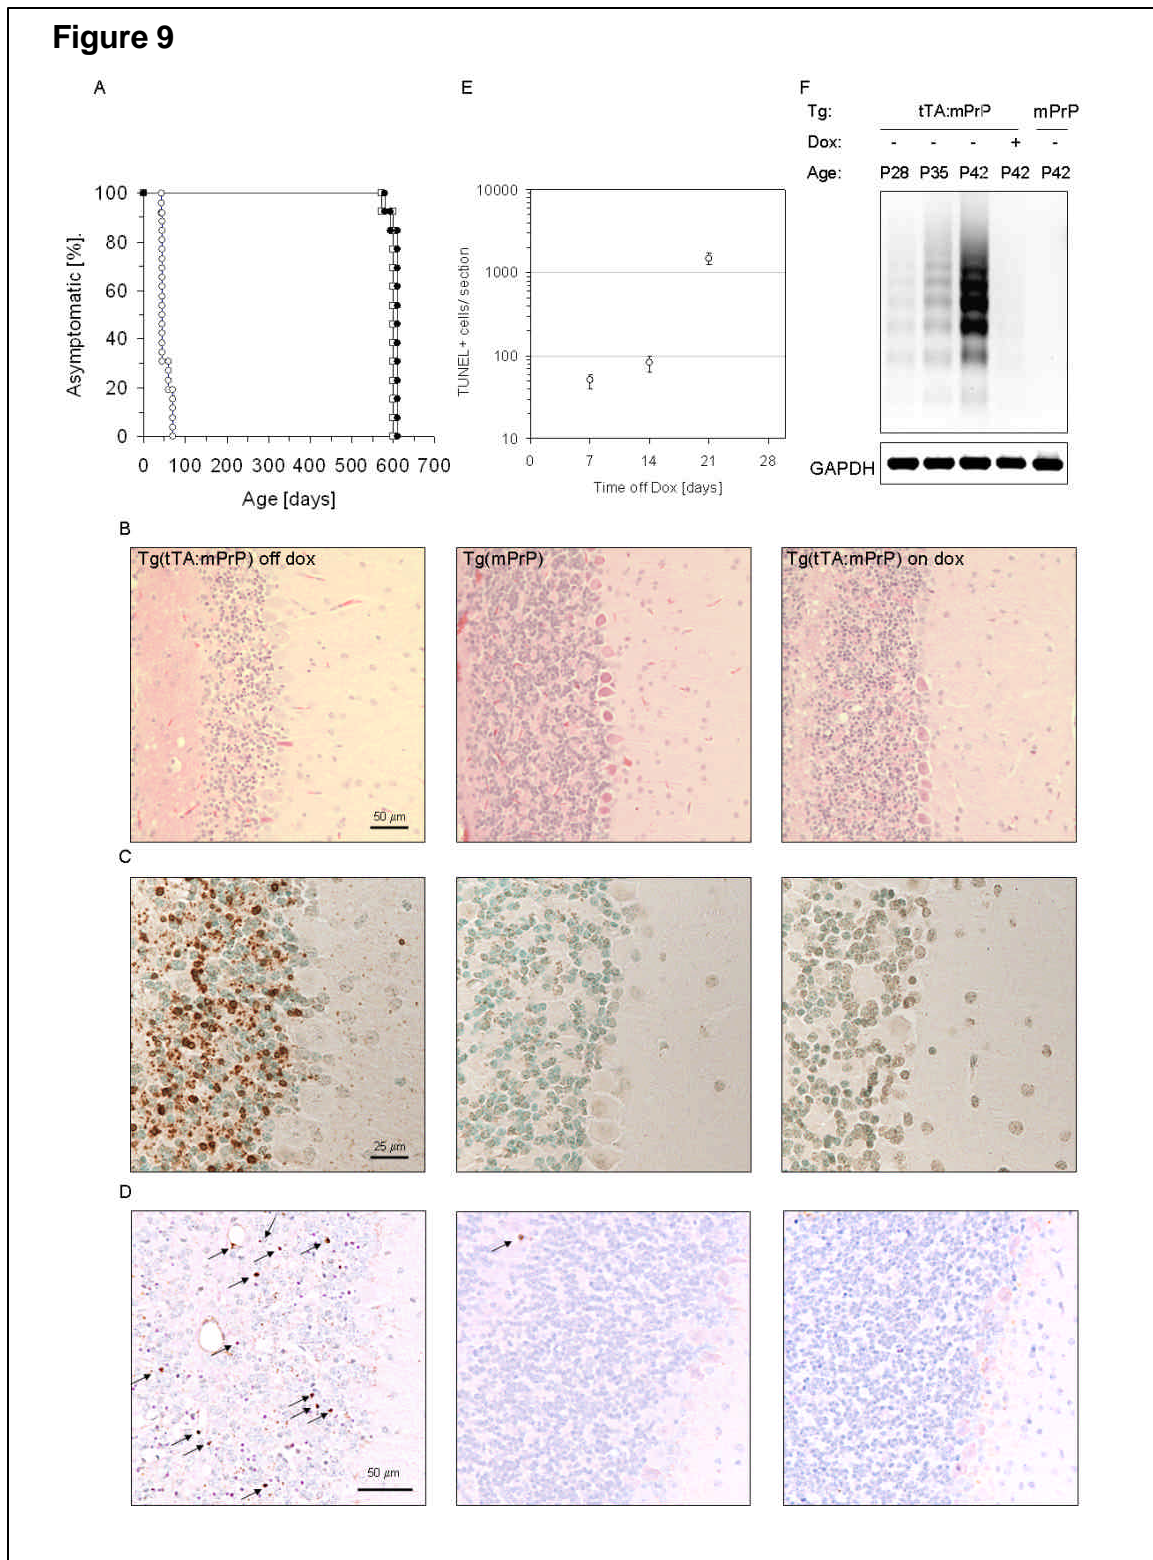 Figure 9
A
E
F
Tg: tTA:mPrP mPrP
Dox: - - - + -
Age: P28 P35 P42 P42 P42
100
80
60
40
20
0
Asymptomatic [%].
0 100 200 300 400 500 600 700
Age [days]
10000
1000
100
10
TUNEL+ cells/ section
0 7 14 21 28
Time off Dox [days]
GAPDH
B
Tg(tTA:mPrP) off dox
Tg(mPrP)
Tg(tTA:mPrP) on dox
50 µm
C
25 µm
D
50 µm